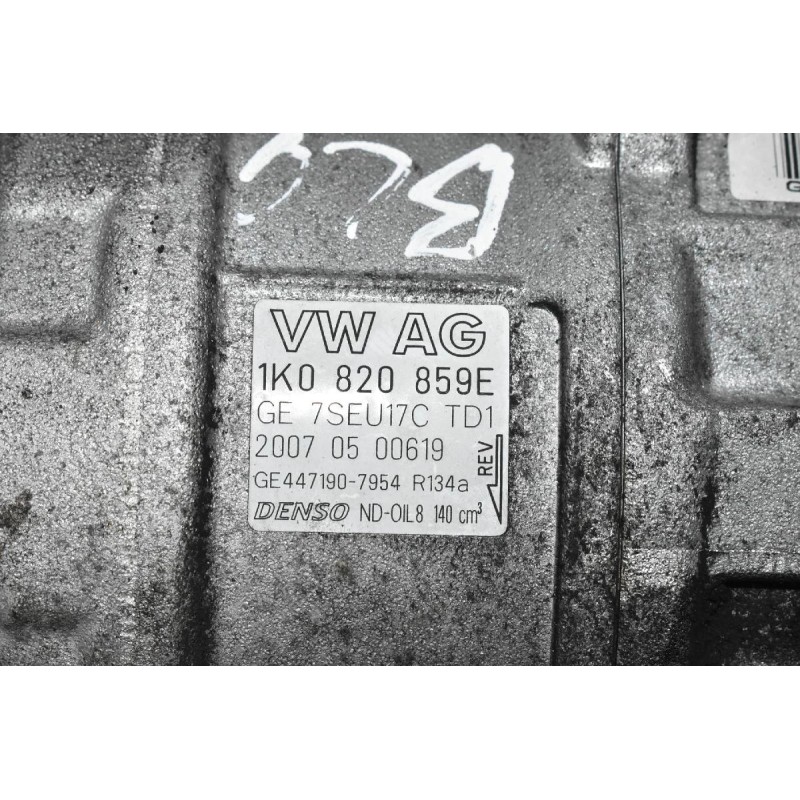 VW AG
1K0 820 859E
GE 7SEU17C TD1
2007 05 00619
GE447190-7954 R134a
REV
DENSO ND-OIL8 140 cm³
G